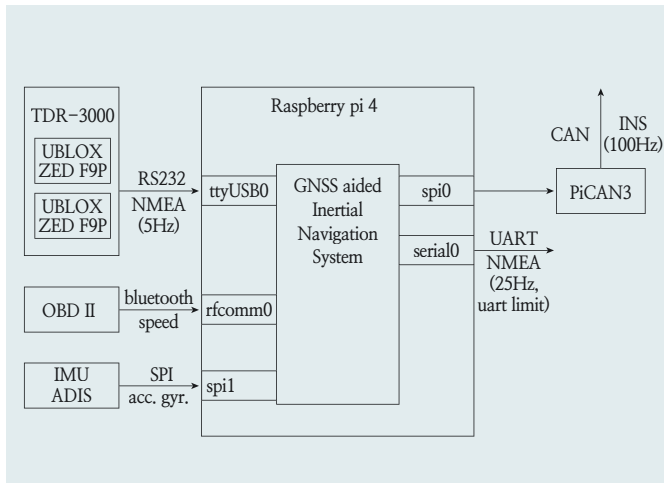 TDR-3000
UBLOX
ZED F9P
UBLOX
ZED F9P
RS232
NMEA
(5Hz)
OBD II
bluetooth
speed
IMU
ADIS
SPI
acc. gyr.
Raspberry pi 4
ttyUSB0
rfcomm0
spi1
GNSS aided
Inertial
Navigation
System
spi0
serial0
UART
NMEA
(25Hz,
uart limit)
CAN
INS
(100Hz)
PiCAN3